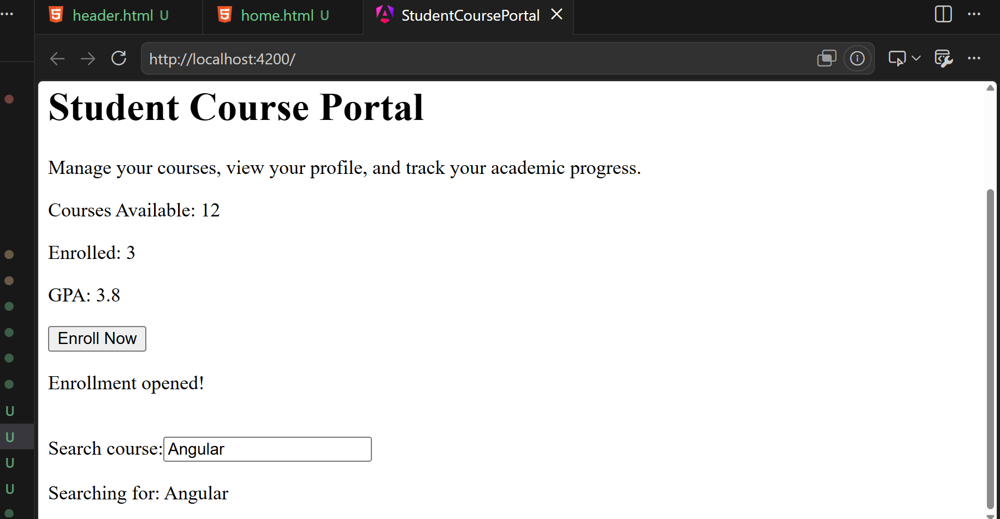 header.html U
home.html U
StudentCoursePortal
http://localhost:4200/
Student Course Portal
Manage your courses, view your profile, and track your academic progress.
Courses Available: 12
Enrolled: 3
GPA: 3.8
Enroll Now
Enrollment opened!
U
U
Search course: Angular
U
U
Searching for: Angular